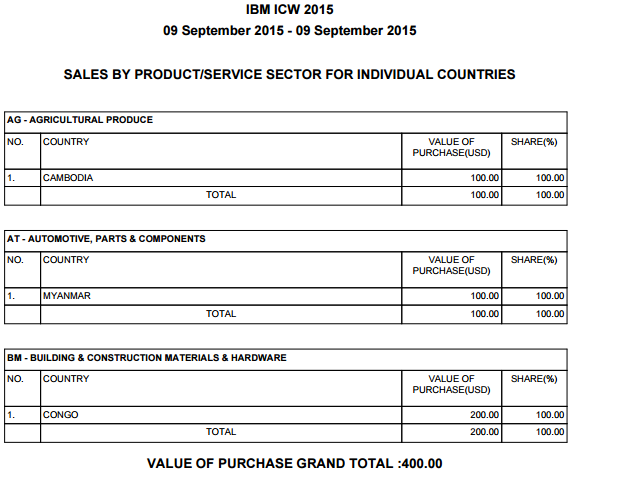 IBM ICW 2015
09 September 2015 - 09 September 2015
SALES BY PRODUCT/SERVICE SECTOR FOR INDIVIDUAL COUNTRIES
AG - AGRICULTURAL PRODUCE
NO. COUNTRY VALUE OF PURCHASE(USD) SHARE(%)
1. CAMBODIA 100.00 100.00
TOTAL 100.00 100.00
AT - AUTOMOTIVE, PARTS & COMPONENTS
NO. COUNTRY VALUE OF PURCHASE(USD) SHARE(%)
1. MYANMAR 100.00 100.00
TOTAL 100.00 100.00
BM - BUILDING & CONSTRUCTION MATERIALS & HARDWARE
NO. COUNTRY VALUE OF PURCHASE(USD) SHARE(%)
1. CONGO 200.00 100.00
TOTAL 200.00 100.00
VALUE OF PURCHASE GRAND TOTAL :400.00